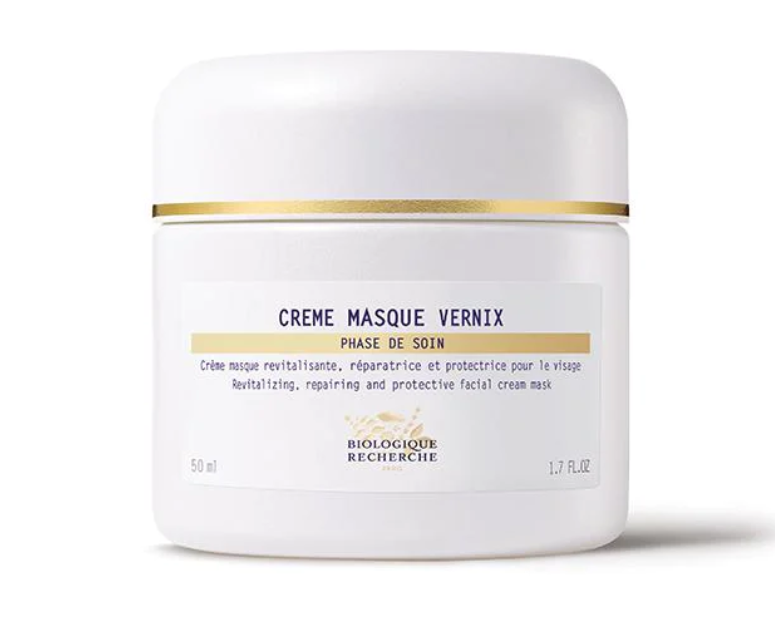 CREME MASQUE VERNIX
PHASE DE SOIN
Crème masque revitalisante, réparatrice et protectrice pour le visage
Revitalizing, repairing and protective facial cream mask
BIOLOGIQUE
RECHERCHE
PARIS
50 ml
1.7 FL.OZ